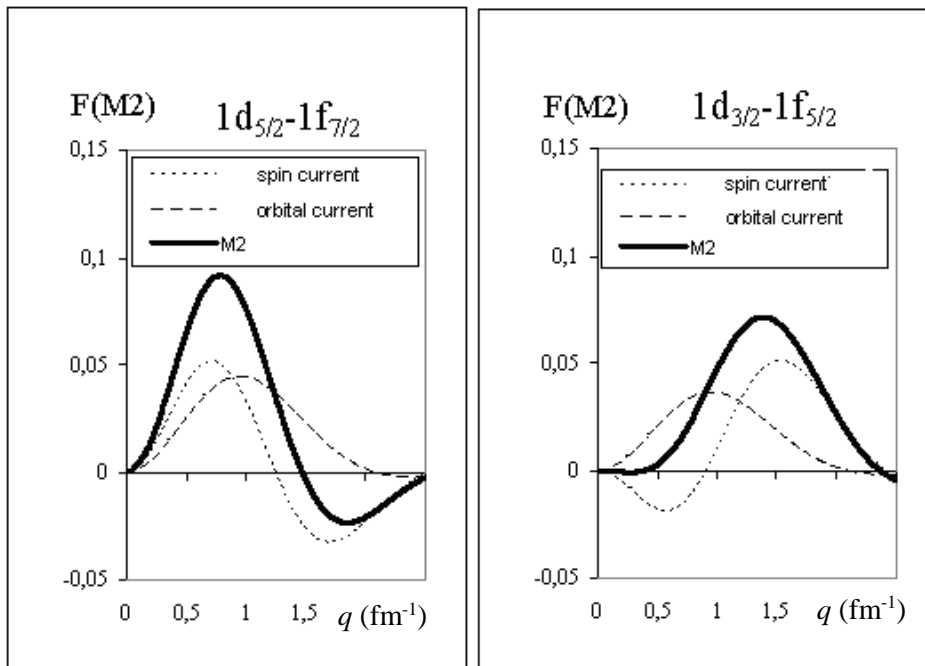 F(M2)
1d5/2-1f7/2
0,15
spin current
orbital current
M2
0,1
0,05
0
-0,05
0 0,5 1 1,5 q (fm-1)
F(M2)
1d3/2-1f5/2
0,15
spin current
orbital current
M2
0,1
0,05
0
-0,05
0 0,5 1 1,5 q (fm-1)